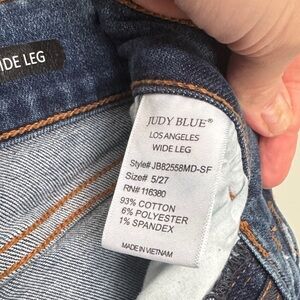 IDE LEG
JUDY BLUE®
LOS ANGELES
WIDE LEG
Style# JB82558MD-SF
Size# 5/27
RN# 116380
93% COTTON
6% POLYESTER
1% SPANDEX
MADE IN VIETNAM